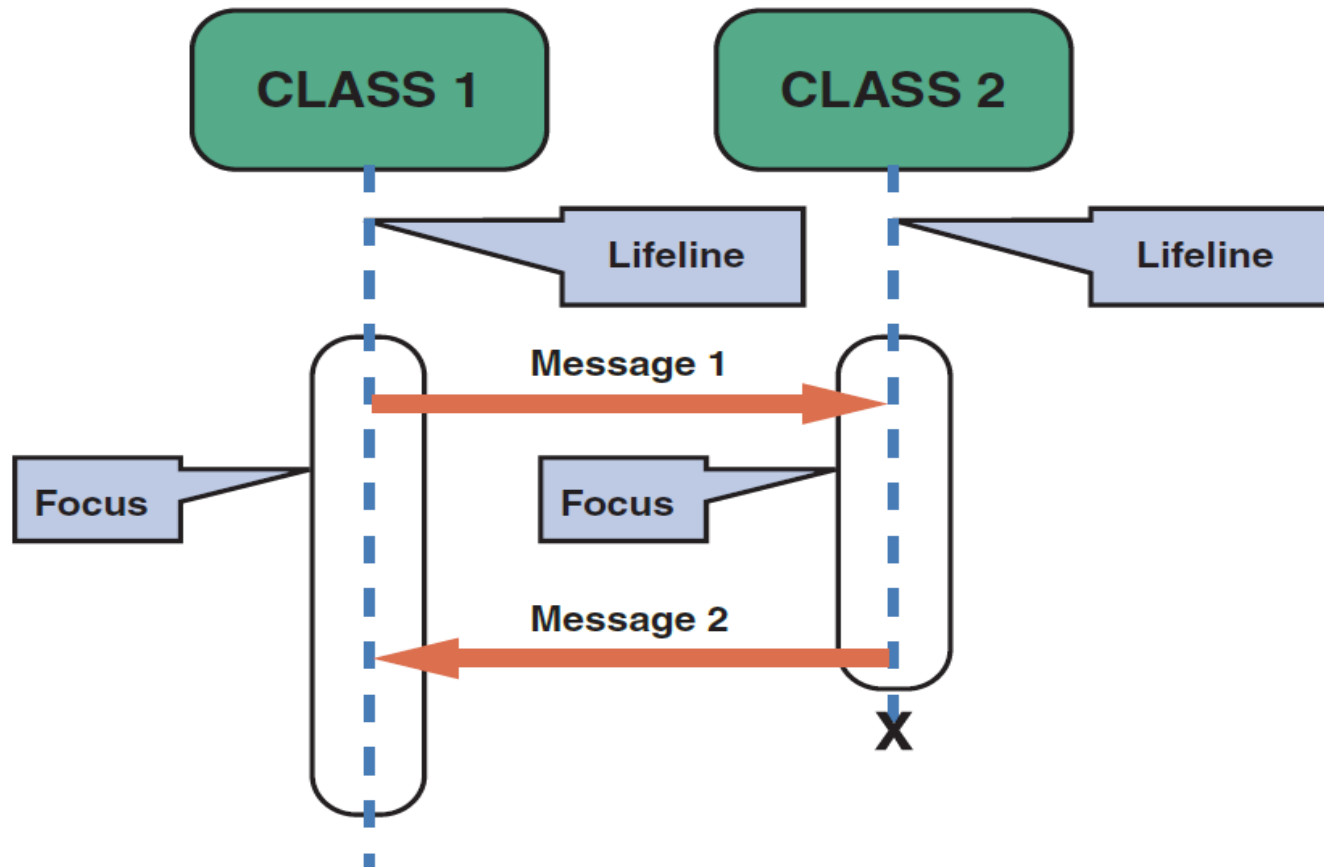 CLASS 1
CLASS 2
Lifeline
Lifeline
Message 1
Focus
Focus
Message 2
X